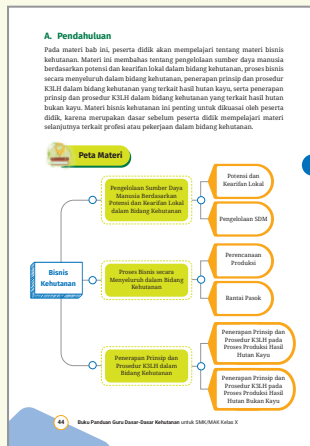 A. Pendahuluan
Pada materi bab ini, peserta didik akan mempelajari tentang materi bisnis
kehutanan. Materi ini membahas tentang pengelolaan sumber daya manusia
berdasarkan potensi dan kearifan lokal dalam bidang kehutanan, proses bisnis
secara menyeluruh dalam bidang kehutanan, penerapan prinsip dan prosedur
K3LH dalam bidang kehutanan yang terkait hasil hutan kayu, serta penerapan
prinsip dan prosedur K3LH dalam bidang kehutanan yang terkait hasil hutan
bukan kayu. Materi bisnis kehutanan ini penting untuk dikuasai oleh peserta
didik, karena merupakan dasar sebelum peserta didik mempelajari materi
selanjutnya terkait profesi atau pekerjaan dalam bidang kehutanan.
Peta Materi
Bisnis
Kehutanan
Pengelolaan Sumber Daya
Manusia Berdasarkan
Potensi dan Kearifan Lokal
dalam Bidang Kehutanan
Potensi dan
Kearifan Lokal
Pengelolaan SDM
Proses Bisnis secara
Menyeluruh dalam Bidang
Kehutanan
Perencanaan
Produksi
Rantai Pasok
Penerapan Prinsip dan
Prosedur K3LH dalam
Bidang Kehutanan
Penerapan Prinsip dan
Prosedur K3LH pada
Proses Produksi Hasil
Hutan Kayu
Penerapan Prinsip dan
Prosedur K3LH pada
Proses Produksi Hasil
Hutan Bukan Kayu
44 Buku Panduan Guru Dasar-Dasar Kehutanan untuk SMK/MAK Kelas X